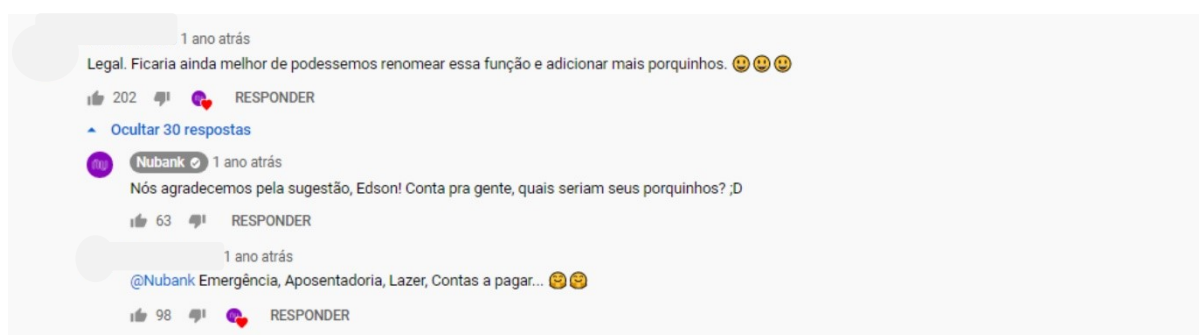 1 ano atrás
Legal. Ficaria ainda melhor de podessemos renomear essa função e adicionar mais porquinhos. 😃😃😃
202 RESPONDER
Ocultar 30 respostas
nu Nubank 1 ano atrás
Nós agradecemos pela sugestão, Edson! Conta pra gente, quais seriam seus porquinhos? ;D
63 RESPONDER
1 ano atrás
@Nubank Emergência, Aposentadoria, Lazer, Contas a pagar... 🤗🤗
98 RESPONDER